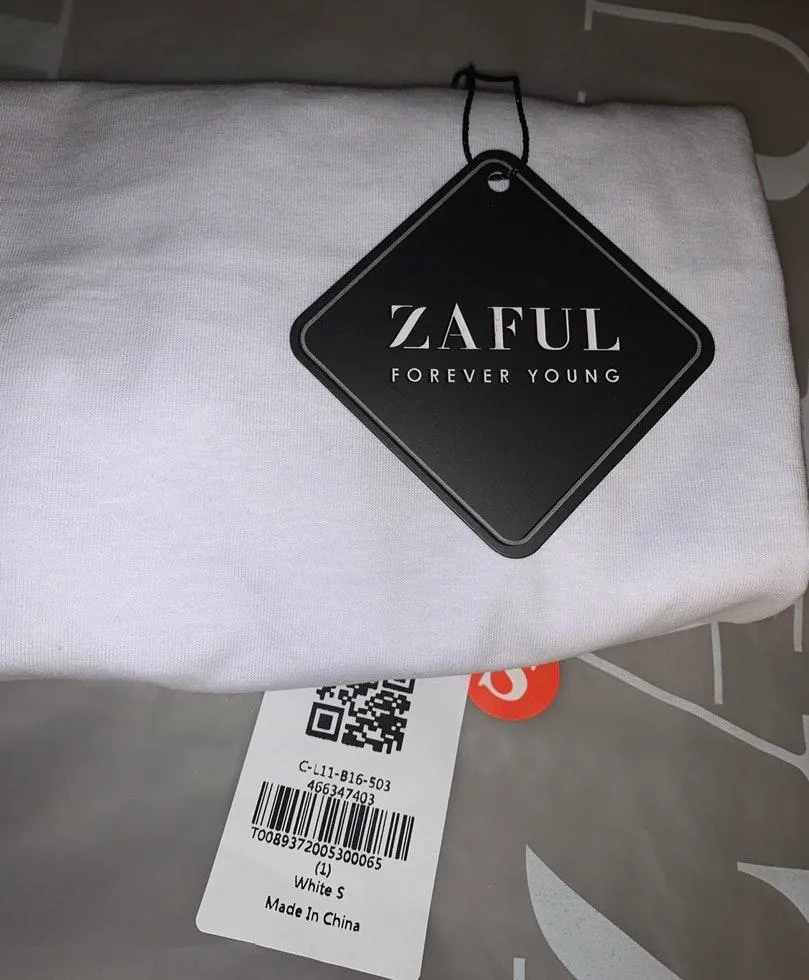 ZAFUL
FOREVER YOUNG
S
C-L11-B16-503
466347403
T0089372005300065
(1)
White S
Made In China